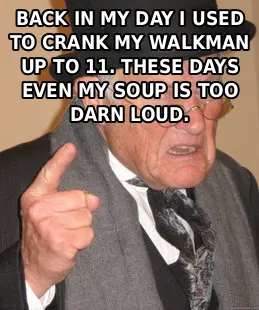 BACK IN MY DAY I USED
TO CRANK MY WALKMAN
UP TO 11. THESE DAYS
EVEN MY SOUP IS TOO
DARN LOUD.